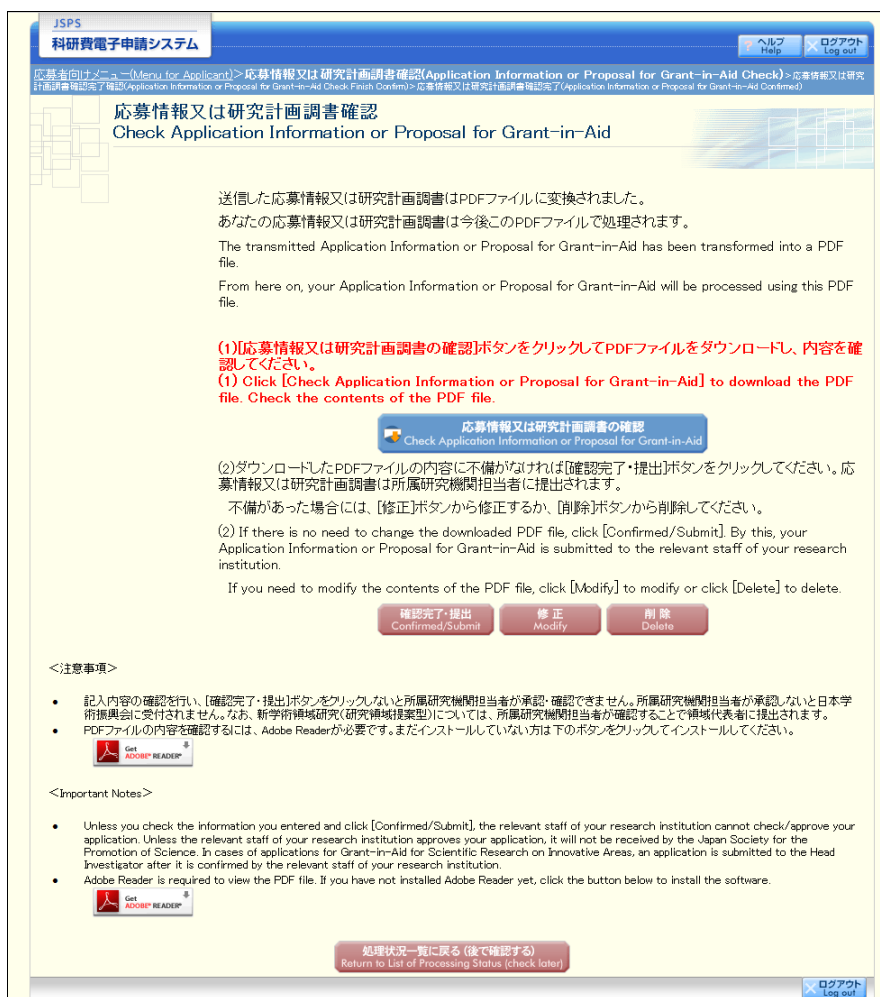 JSPS
科研費電子申請システム
? ヘルプ
Help
ログアウト
Log out
応募者向けメニュー(Menu for Applicant)>応募情報又は研究計画調書確認(Application Information or Proposal for Grant-in-Aid Check)>応募情報又は研究
計画調書確認完了確認(Application Information or Proposal for Grant-in-Aid Check Finish Confirm)>応募情報又は研究計画調書確認完了(Application Information or Proposal for Grant-in-Aid Confirmed)
応募情報又は研究計画調書確認
Check Application Information or Proposal for Grant-in-Aid
送信した応募情報又は研究計画調書はPDFファイルに変換されました。
あなたの応募情報又は研究計画調書は今後このPDFファイルで処理されます。
The transmitted Application Information or Proposal for Grant-in-Aid has been transformed into a PDF
file.
From here on, your Application Information or Proposal for Grant-in-Aid will be processed using this PDF
file.
(1)[応募情報又は研究計画調書の確認]ボタンをクリックしてPDFファイルをダウンロードし、内容を確
認してください。
(1) Click [Check Application Information or Proposal for Grant-in-Aid] to download the PDF
file. Check the contents of the PDF file.
応募情報又は研究計画調書の確認
Check Application Information or Proposal for Grant-in-Aid
(2)ダウンロードしたPDFファイルの内容に不備がなければ[確認完了・提出]ボタンをクリックしてください。応
募情報又は研究計画調書は所属研究機関担当者に提出されます。
不備があった場合には、[修正]ボタンから修正するか、[削除]ボタンから削除してください。
(2) If there is no need to change the downloaded PDF file, click [Confirmed/Submit]. By this, your
Application Information or Proposal for Grant-in-Aid is submitted to the relevant staff of your research
institution.
If you need to modify the contents of the PDF file, click [Modify] to modify or click [Delete] to delete.
確認完了・提出 修 正 削 除
Confirmed/Submit Modify Delete
<注意事項>
• 記入内容の確認を行い、[確認完了・提出]ボタンをクリックしないと所属研究機関担当者が承認・確認できません。所属研究機関担当者が承認しないと日本学
術振興会に受付されません。なお、新学術領域研究(研究領域提案型)については、所属研究機関担当者が確認することで領域代表者に提出されます。
• PDFファイルの内容を確認するには、Adobe Readerが必要です。まだインストールしていない方は下のボタンをクリックしてインストールしてください。
Get
ADOBE® READER®
<Important Notes>
• Unless you check the information you entered and click [Confirmed/Submit], the relevant staff of your research institution cannot check/approve your
application. Unless the relevant staff of your research institution approves your application, it will not be received by the Japan Society for the
Promotion of Science. In cases of applications for Grant-in-Aid for Scientific Research on Innovative Areas, an application is submitted to the Head
Investigator after it is confirmed by the relevant staff of your research institution.
• Adobe Reader is required to view the PDF file. If you have not installed Adobe Reader yet, click the button below to install the software.
Get
ADOBE® READER®
処理状況一覧に戻る(後で確認する)
Return to List of Processing Status (check later)
ログアウト
Log out